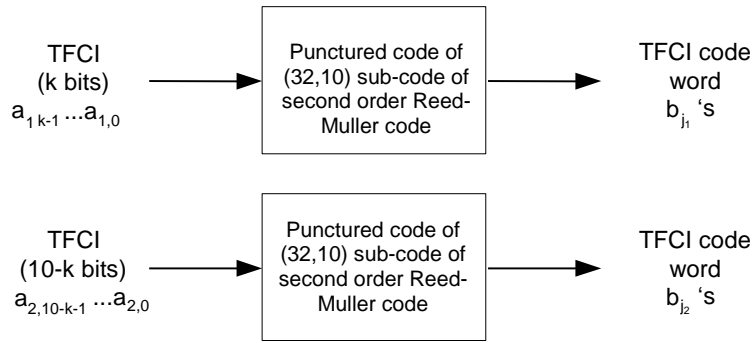 TFCI
(k bits)
a1 k-1 ...a1,0
Punctured code of
(32,10) sub-code of
second order Reed-
Muller code
TFCI code
word
bj1 ‘s
TFCI
(10-k bits)
a2,10-k-1 ...a2,0
Punctured code of
(32,10) sub-code of
second order Reed-
Muller code
TFCI code
word
bj2 ‘s